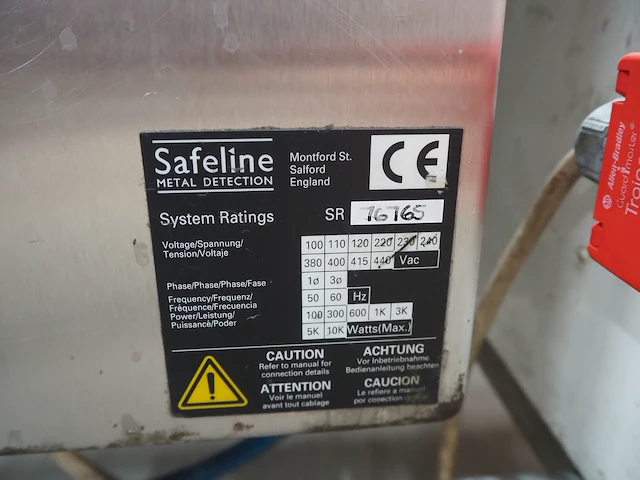 Safeline
METAL DETECTION
Montford St.
Salford
England
CE
System Ratings SR 76765
Voltage/Spannung/
Tension/Voltaje
100 110 120 220 230 240
380 400 415 440 Vac
Phase/Phase/Phase/Fase
1ø 3ø
Frequency/Frequenz/
Fréquence/Frecuencia
50 60 Hz
Power/Leistung/
Puissance/Poder
100 300 600 1K 3K
5K 10K Watts(Max.)
CAUTION
Refer to manual for
connection details
ACHTUNG
Vor Inbetriebnahme
Bedienanleitung beachten
ATTENTION
Voir le manuel
avant tout cablage
CAUCION
Le refiere a manual
por conection
Allen-Bradley
Guardmaster®
Trojan